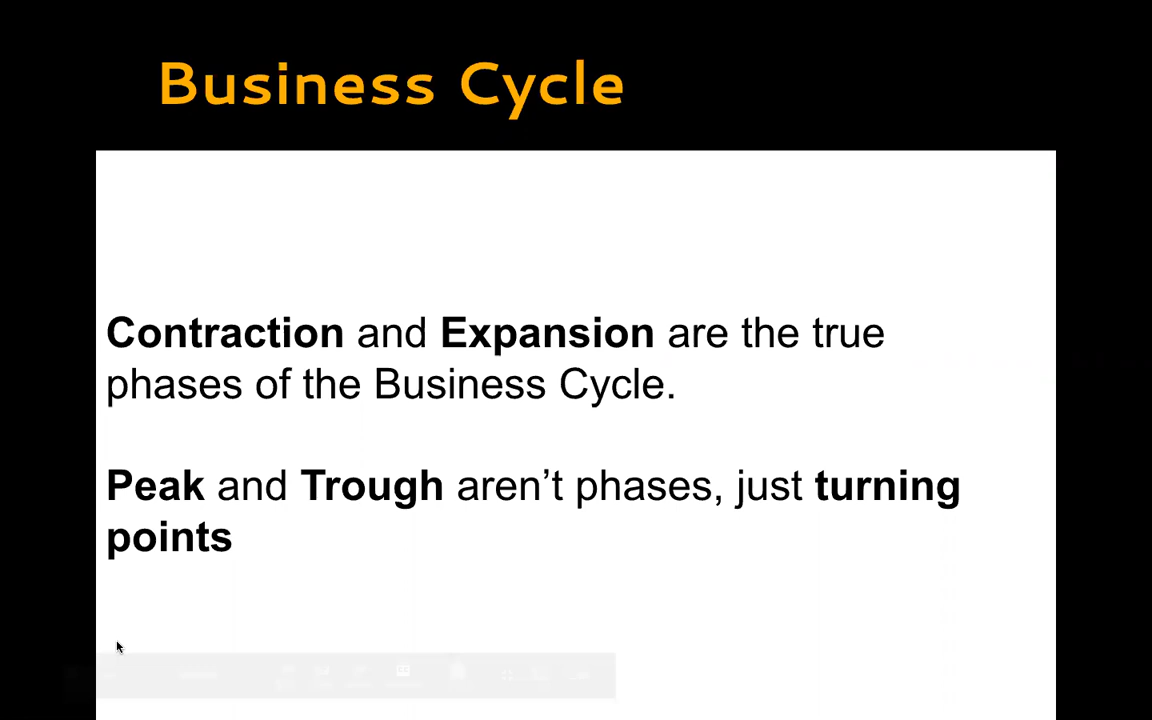 Business Cycle
Contraction and Expansion are the true
phases of the Business Cycle.
Peak and Trough aren’t phases, just turning
points